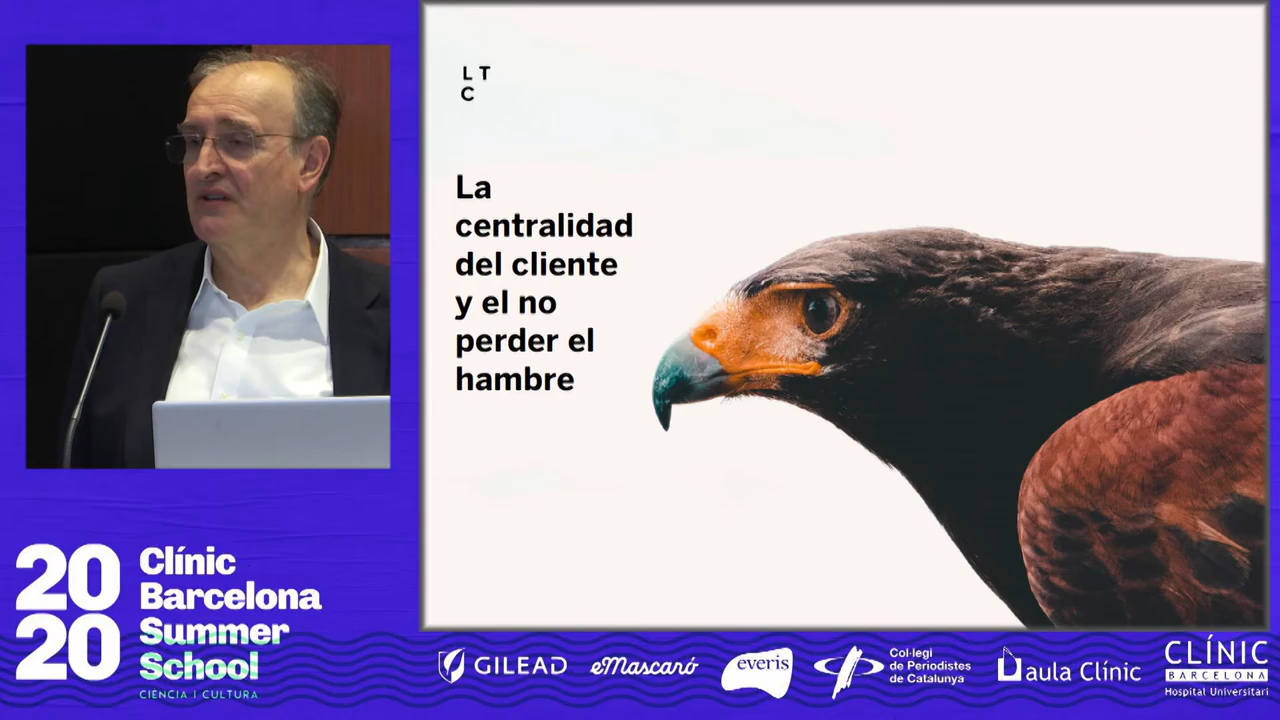 L T
C
La
centralidad
del cliente
y el no
perder el
hambre
20
20
Clínic
Barcelona
Summer
School
CIÈNCIA I CULTURA
GILEAD
eMascaró
everis
Col·legi
de Periodistes
de Catalunya
aula Clínic
CLÍNIC
BARCELONA
Hospital Universitari